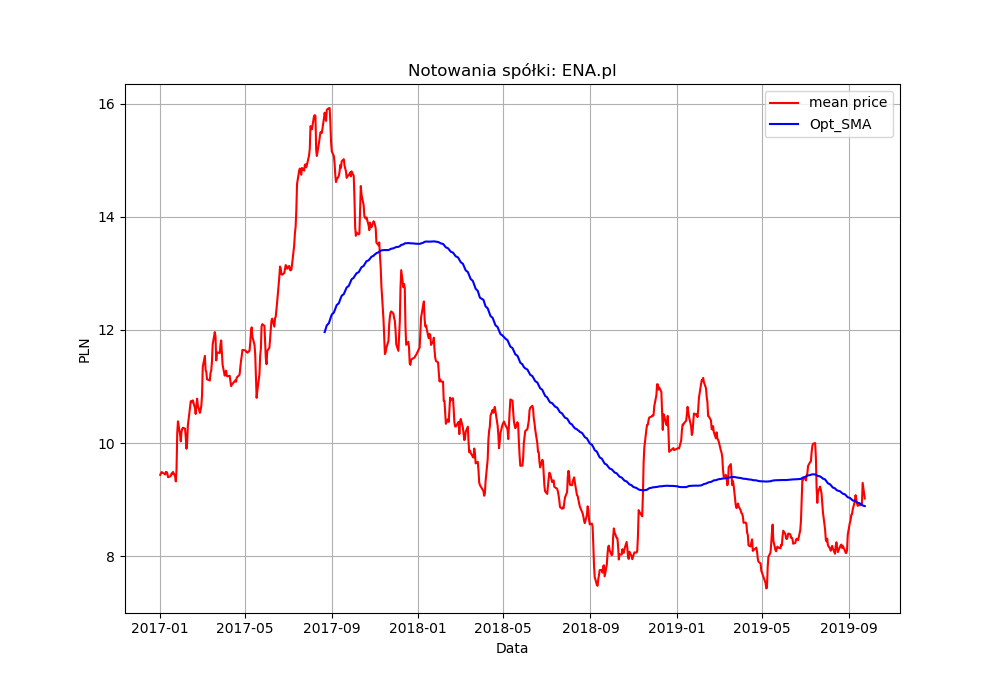 Notowania spółki: ENA.pl
mean price
Opt_SMA
16
14
12
10
8
PLN
2017-01 2017-05 2017-09 2018-01 2018-05 2018-09 2019-01 2019-05 2019-09
Data